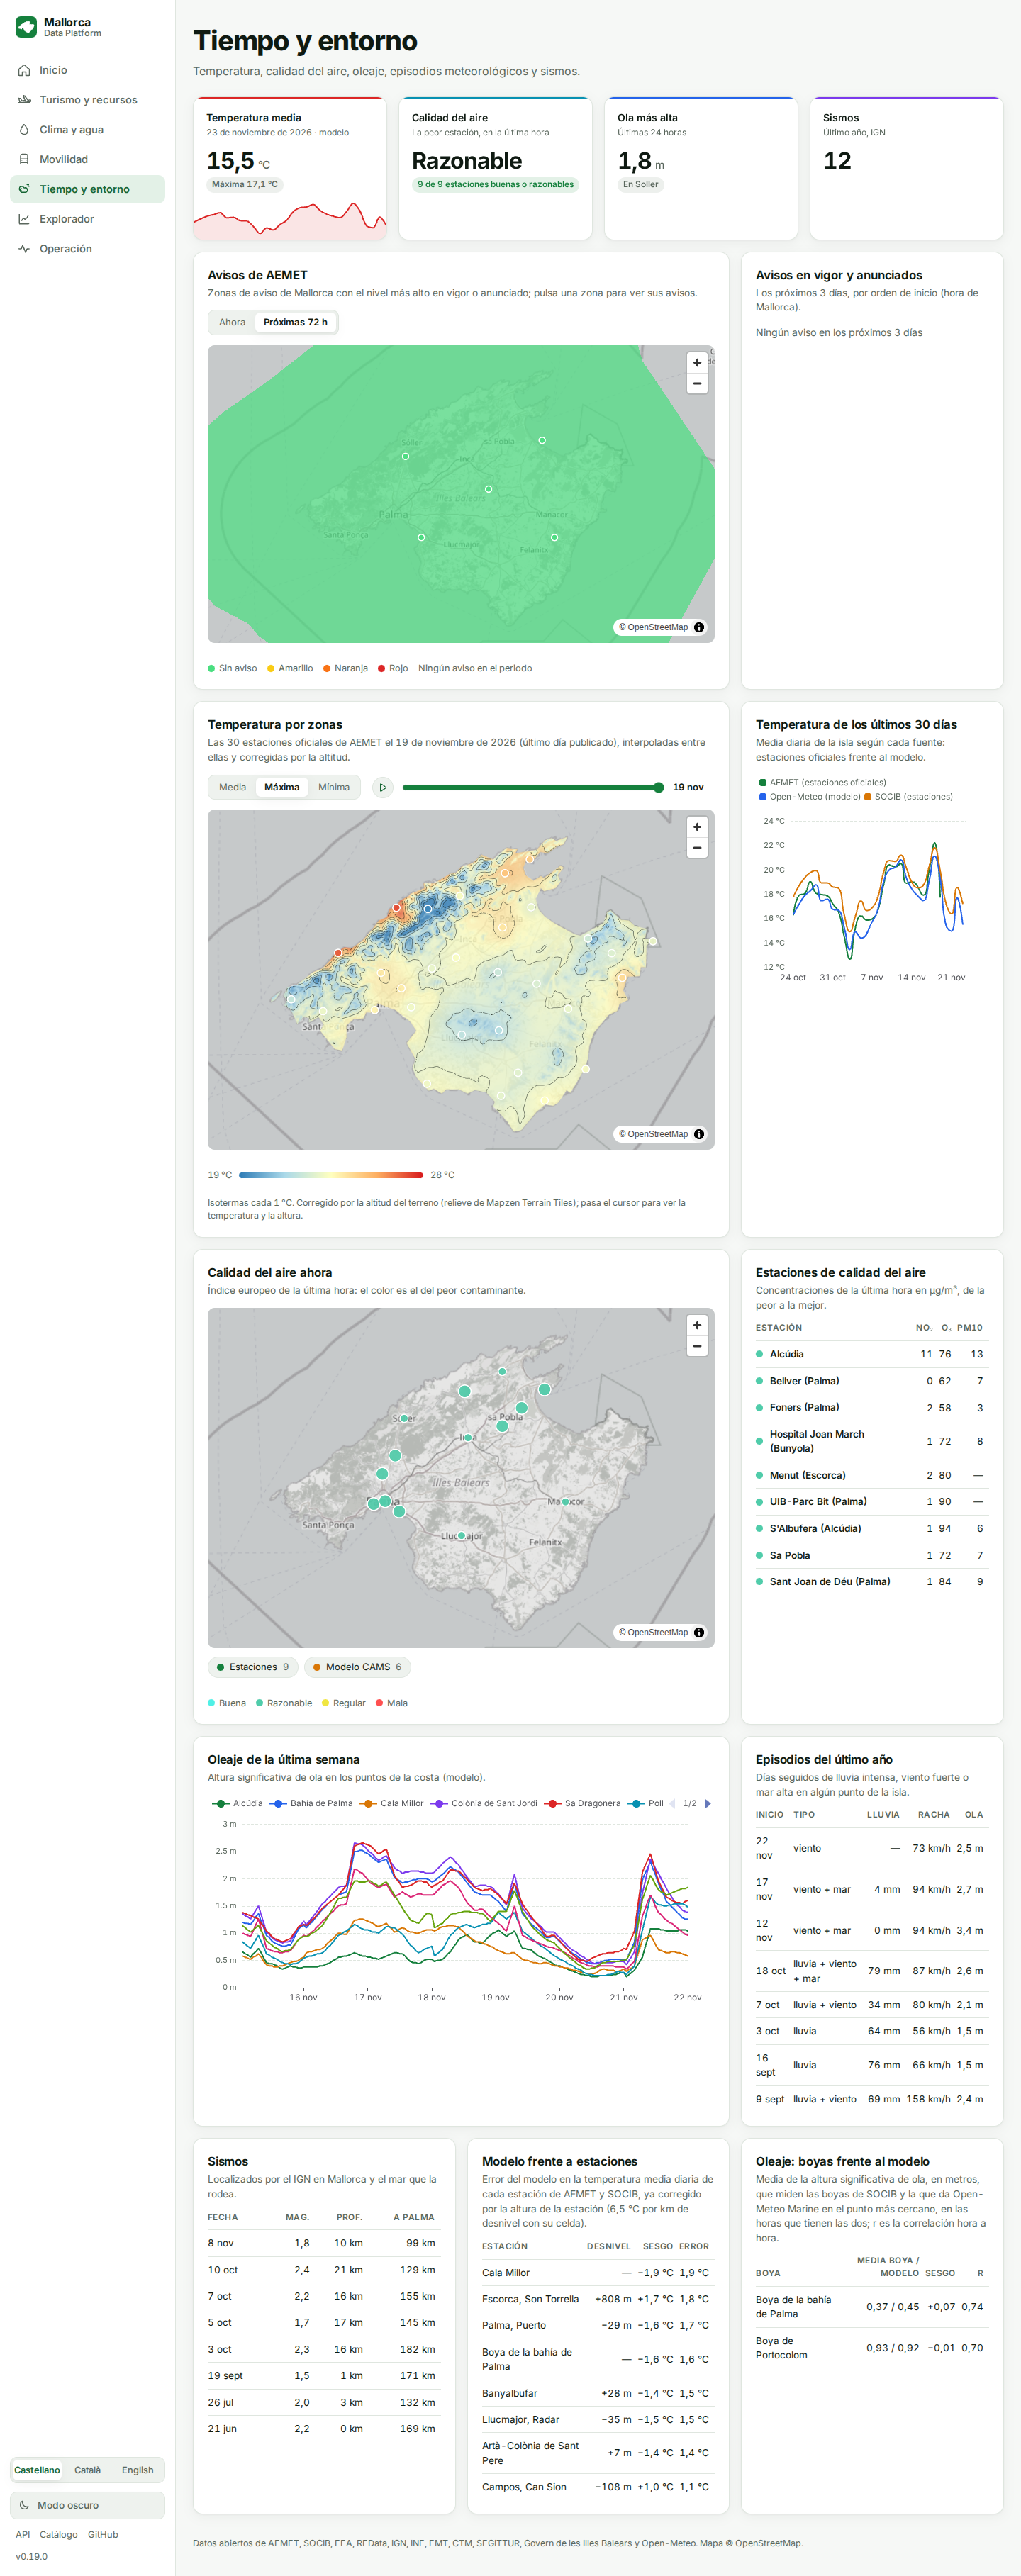 Mallorca
Data Platform
Inicio
Turismo y recursos
Clima y agua
Movilidad
Tiempo y entorno
Explorador
Operación
Castellano Català English
Modo oscuro
API Catálogo GitHub
v0.19.0
Tiempo y entorno
Temperatura, calidad del aire, oleaje, episodios meteorológicos y sismos.
Temperatura media
23 de noviembre de 2026 · modelo
15,5 °C
Máxima 17,1 °C
Calidad del aire
La peor estación, en la última hora
Razonable
9 de 9 estaciones buenas o razonables
Ola más alta
Últimas 24 horas
1,8 m
En Soller
Sismos
Último año, IGN
12
Avisos de AEMET
Zonas de aviso de Mallorca con el nivel más alto en vigor o anunciado; pulsa una zona para ver sus avisos.
Ahora Próximas 72 h
Sóller
sa Pobla
Inca
Illes Balears
Palma
Manacor
Santa Ponça
Llucmajor
Felanitx
© OpenStreetMap
Sin aviso Amarillo Naranja Rojo Ningún aviso en el periodo
Avisos en vigor y anunciados
Los próximos 3 días, por orden de inicio (hora de
Mallorca).
Ningún aviso en los próximos 3 días
Temperatura por zonas
Las 30 estaciones oficiales de AEMET el 19 de noviembre de 2026 (último día publicado), interpoladas entre
ellas y corregidas por la altitud.
Media Máxima Mínima 19 nov
Felanitx
© OpenStreetMap
19 °C 28 °C
Isotermas cada 1 °C. Corregido por la altitud del terreno (relieve de Mapzen Terrain Tiles); pasa el cursor para ver la
temperatura y la altura.
Temperatura de los últimos 30 días
Media diaria de la isla según cada fuente:
estaciones oficiales frente al modelo.
AEMET (estaciones oficiales)
Open-Meteo (modelo) SOCIB (estaciones)
24 °C
22 °C
20 °C
18 °C
16 °C
14 °C
12 °C
24 oct 31 oct 7 nov 14 nov 21 nov
Calidad del aire ahora
Índice europeo de la última hora: el color es el del peor contaminante.
sa Pobla
Illes Balears
Santa Ponça
Felanitx
© OpenStreetMap
Estaciones 9 Modelo CAMS 6
Buena Razonable Regular Mala
Estaciones de calidad del aire
Concentraciones de la última hora en µg/m³, de la
peor a la mejor.
ESTACIÓN NO₂ O₃ PM10
Alcúdia 11 76 13
Bellver (Palma) 0 62 7
Foners (Palma) 2 58 3
Hospital Joan March
(Bunyola) 1 72 8
Menut (Escorca) 2 80 —
UIB-Parc Bit (Palma) 1 90 —
S'Albufera (Alcúdia) 1 94 6
Sa Pobla 1 72 7
Sant Joan de Déu (Palma) 1 84 9
Oleaje de la última semana
Altura significativa de ola en los puntos de la costa (modelo).
Alcúdia Bahía de Palma Cala Millor Colònia de Sant Jordi Sa Dragonera Poll 1/2
3 m
2.5 m
2 m
1.5 m
1 m
0.5 m
0 m
16 nov 17 nov 18 nov 19 nov 20 nov 21 nov 22 nov
Episodios del último año
Días seguidos de lluvia intensa, viento fuerte o
mar alta en algún punto de la isla.
INICIO TIPO LLUVIA RACHA OLA
22
nov viento — 73 km/h 2,5 m
17
nov viento + mar 4 mm 94 km/h 2,7 m
12
nov viento + mar 0 mm 94 km/h 3,4 m
18 oct lluvia + viento
+ mar 79 mm 87 km/h 2,6 m
7 oct lluvia + viento 34 mm 80 km/h 2,1 m
3 oct lluvia 64 mm 56 km/h 1,5 m
16
sept lluvia 76 mm 66 km/h 1,5 m
9 sept lluvia + viento 69 mm 158 km/h 2,4 m
Sismos
Localizados por el IGN en Mallorca y el mar que la
rodea.
FECHA MAG. PROF. A PALMA
8 nov 1,8 10 km 99 km
10 oct 2,4 21 km 129 km
7 oct 2,2 16 km 155 km
5 oct 1,7 17 km 145 km
3 oct 2,3 16 km 182 km
19 sept 1,5 1 km 171 km
26 jul 2,0 3 km 132 km
21 jun 2,2 0 km 169 km
Modelo frente a estaciones
Error del modelo en la temperatura media diaria de
cada estación de AEMET y SOCIB, ya corregido
por la altura de la estación (6,5 °C por km de
desnivel con su celda).
ESTACIÓN DESNIVEL SESGO ERROR
Cala Millor — −1,9 °C 1,9 °C
Escorca, Son Torrella +808 m +1,7 °C 1,8 °C
Palma, Puerto −29 m −1,6 °C 1,7 °C
Boya de la bahía de
Palma — −1,6 °C 1,6 °C
Banyalbufar +28 m −1,4 °C 1,5 °C
Llucmajor, Radar −35 m −1,5 °C 1,5 °C
Artà-Colònia de Sant
Pere +7 m −1,4 °C 1,4 °C
Campos, Can Sion −108 m +1,0 °C 1,1 °C
Oleaje: boyas frente al modelo
Media de la altura significativa de ola, en metros,
que miden las boyas de SOCIB y la que da Open-
Meteo Marine en el punto más cercano, en las
horas que tienen las dos; r es la correlación hora a
hora.
BOYA MEDIA BOYA /
MODELO SESGO R
Boya de la bahía
de Palma 0,37 / 0,45 +0,07 0,74
Boya de
Portocolom 0,93 / 0,92 −0,01 0,70
Datos abiertos de AEMET, SOCIB, EEA, REData, IGN, INE, EMT, CTM, SEGITTUR, Govern de les Illes Balears y Open-Meteo. Mapa © OpenStreetMap.